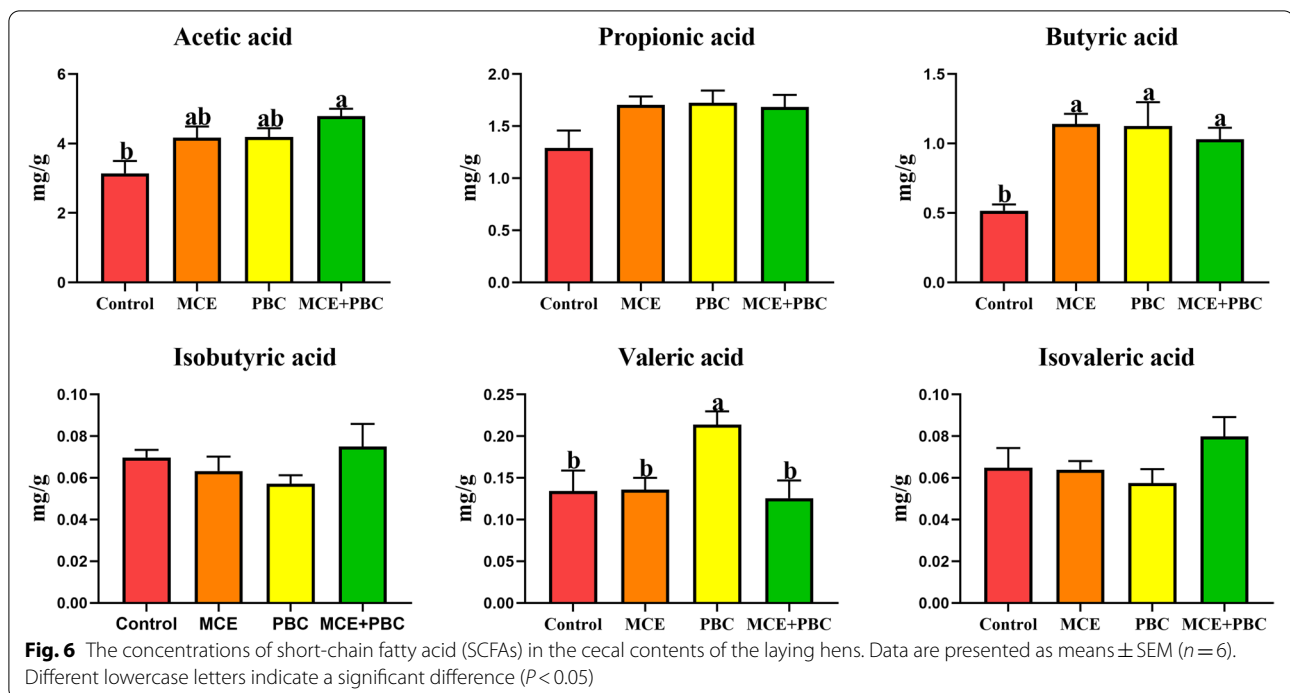 Acetic acid
mg/g
6
4
2
0
b
ab
ab
a
Control MCE PBC MCE+PBC
Propionic acid
mg/g
2.0
1.5
1.0
0.5
0.0
Control MCE PBC MCE+PBC
Butyric acid
mg/g
1.5
1.0
0.5
0.0
b
a
a
a
Control MCE PBC MCE+PBC
Isobutyric acid
mg/g
0.10
0.08
0.06
0.04
0.02
0.00
Control MCE PBC MCE+PBC
Valeric acid
mg/g
0.25
0.20
0.15
0.10
0.05
0.00
b
b
a
b
Control MCE PBC MCE+PBC
Isovaleric acid
mg/g
0.10
0.08
0.06
0.04
0.02
0.00
Control MCE PBC MCE+PBC
Fig. 6 The concentrations of short-chain fatty acid (SCFAs) in the cecal contents of the laying hens. Data are presented as means ± SEM (n = 6).
Different lowercase letters indicate a significant difference (P < 0.05)